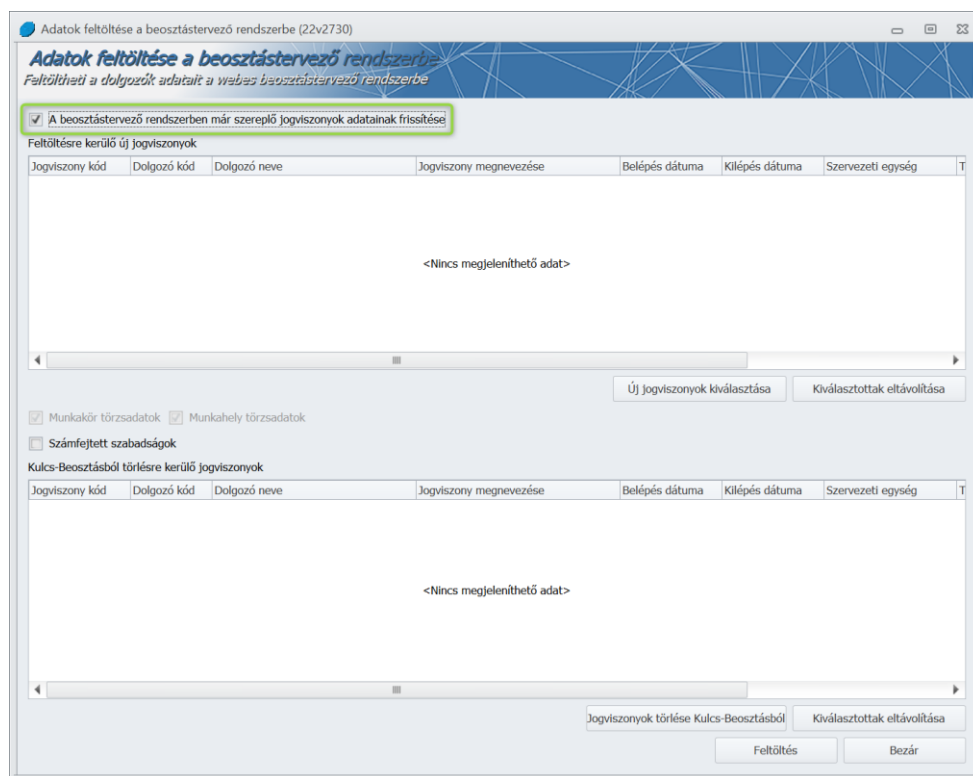 Adatok feltöltése a beosztástervező rendszerbe (22v2730)
Adatok feltöltése a beosztástervező rendszerbe
Feltöltheti a dolgozók adatait a webes beosztástervező rendszerbe
A beosztástervező rendszerben már szereplő jogviszonyok adatainak frissítése
Feltöltésre kerülő új jogviszonyok
Jogviszony kód Dolgozó kód Dolgozó neve Jogviszony megnevezése Belépés dátuma Kilépés dátuma Szervezeti egység T
<Nincs megjeleníthető adat>
Új jogviszonyok kiválasztása Kiválasztottak eltávolítása
Munkakör törzsadatok Munkahely törzsadatok
Számfejtett szabadságok
Kulcs-Beosztásból törlésre kerülő jogviszonyok
Jogviszony kód Dolgozó kód Dolgozó neve Jogviszony megnevezése Belépés dátuma Kilépés dátuma Szervezeti egység T
<Nincs megjeleníthető adat>
Jogviszonyok törlése Kulcs-Beosztásból Kiválasztottak eltávolítása
Feltöltés Bezár